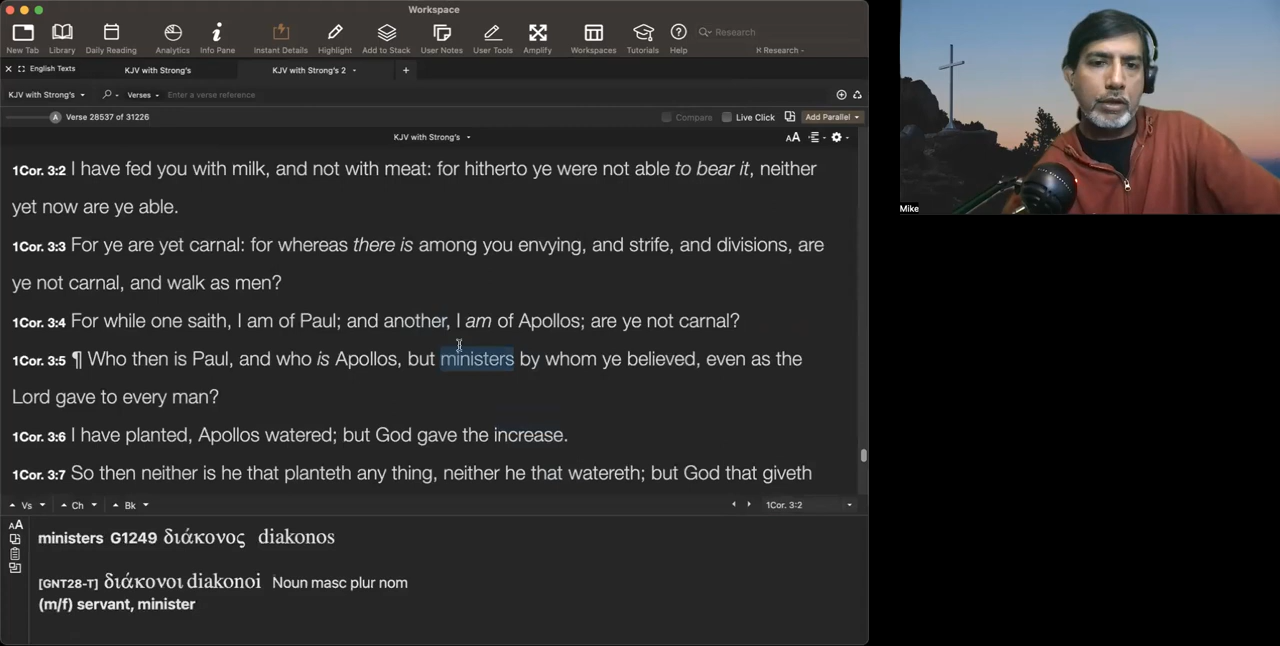 Workspace
New Tab Library Daily Reading Analytics Info Pane Instant Details Highlight Add to Stack User Notes User Tools Amplify Workspaces Tutorials Help Research
Research
English Texts KJV with Strong's KJV with Strong's 2 +
KJV with Strong's Verses Enter a verse reference
A Verse 28537 of 31226 Compare Live Click Add Parallel
KJV with Strong's AA
1Cor. 3:2 I have fed you with milk, and not with meat: for hitherto ye were not able to bear it, neither
yet now are ye able.
1Cor. 3:3 For ye are yet carnal: for whereas there is among you envying, and strife, and divisions, are
ye not carnal, and walk as men?
1Cor. 3:4 For while one saith, I am of Paul; and another, I am of Apollos; are ye not carnal?
1Cor. 3:5 ¶ Who then is Paul, and who is Apollos, but ministers by whom ye believed, even as the
Lord gave to every man?
1Cor. 3:6 I have planted, Apollos watered; but God gave the increase.
1Cor. 3:7 So then neither is he that planteth any thing, neither he that watereth; but God that giveth
Vs Ch Bk 1Cor. 3:2
AA
ministers G1249 διάκονος diakonos
[GNT28-T] διάκονοι diakonoi Noun masc plur nom
(m/f) servant, minister
Mike